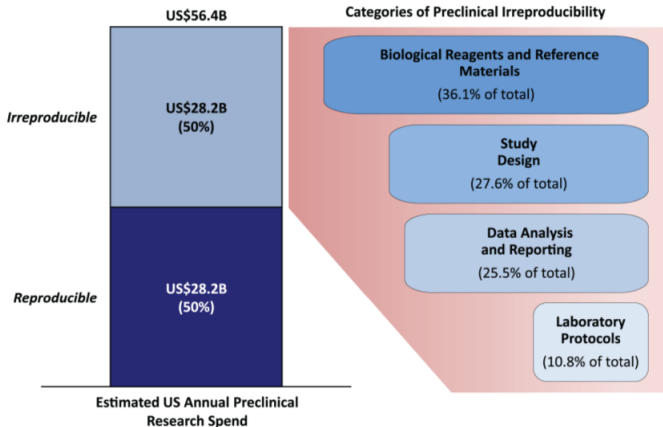 US$56.4B
Irreproducible
US$28.2B
(50%)
Reproducible
US$28.2B
(50%)
Estimated US Annual Preclinical
Research Spend
Categories of Preclinical Irreproducibility
Biological Reagents and Reference
Materials
(36.1% of total)
Study
Design
(27.6% of total)
Data Analysis
and Reporting
(25.5% of total)
Laboratory
Protocols
(10.8% of total)